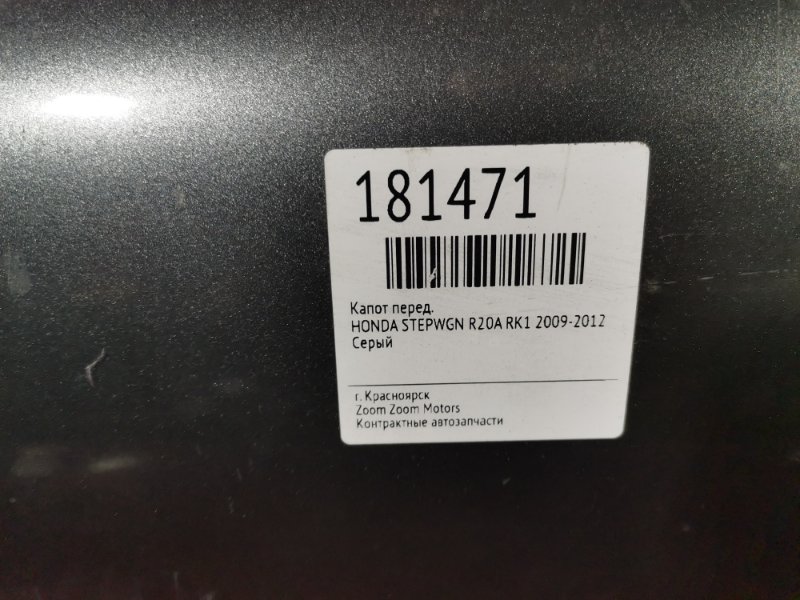 181471
Капот перед.
HONDA STEPWGN R20A RK1 2009-2012
Серый
г. Красноярск
Zoom Zoom Motors
Контрактные автозапчасти